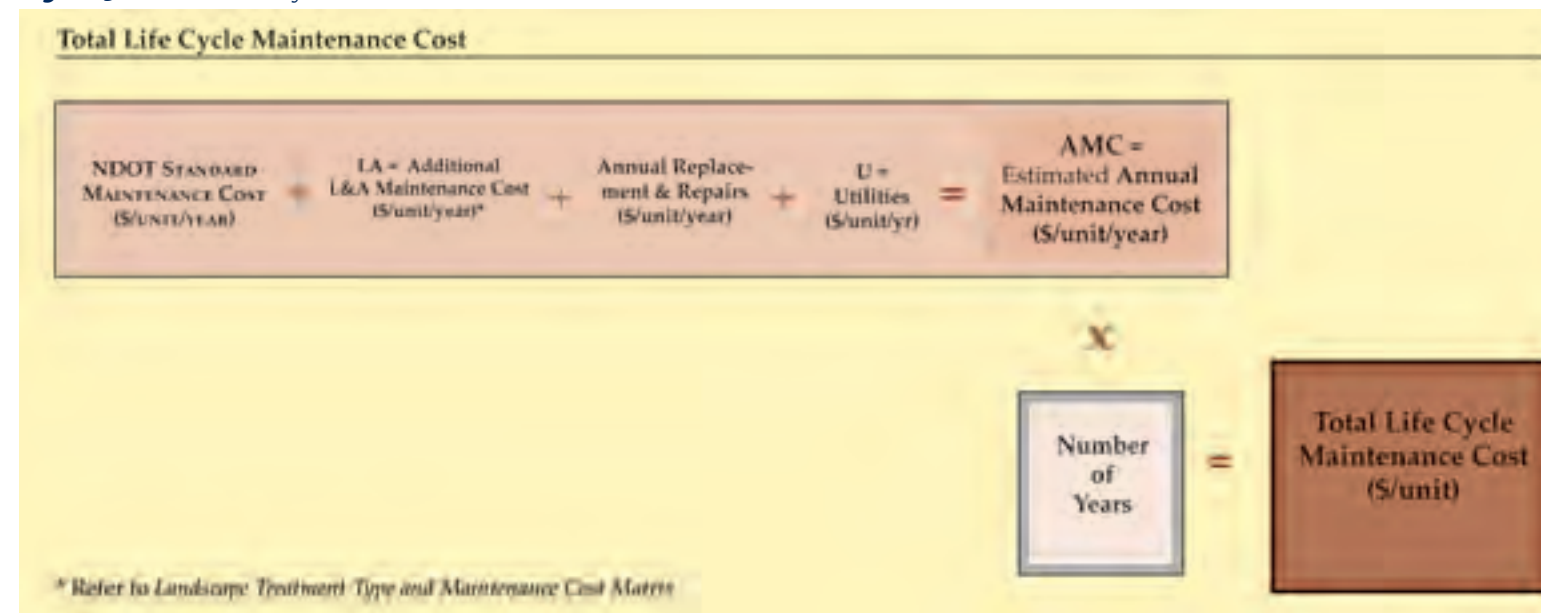 Total Life Cycle Maintenance Cost
NDOT STANDARD
MAINTENANCE COST
($/UNIT/YEAR)
+
LA = Additional
L&A Maintenance Cost
($/unit/year)*
+
Annual Replace-
ment & Repairs
($/unit/year)
+
U =
Utilities
($/unit/yr)
=
AMC =
Estimated Annual
Maintenance Cost
($/unit/year)
x
Number
of
Years
=
Total Life Cycle
Maintenance Cost
($/unit)
* Refer to Landscape Treatment Type and Maintenance Cost Matrix